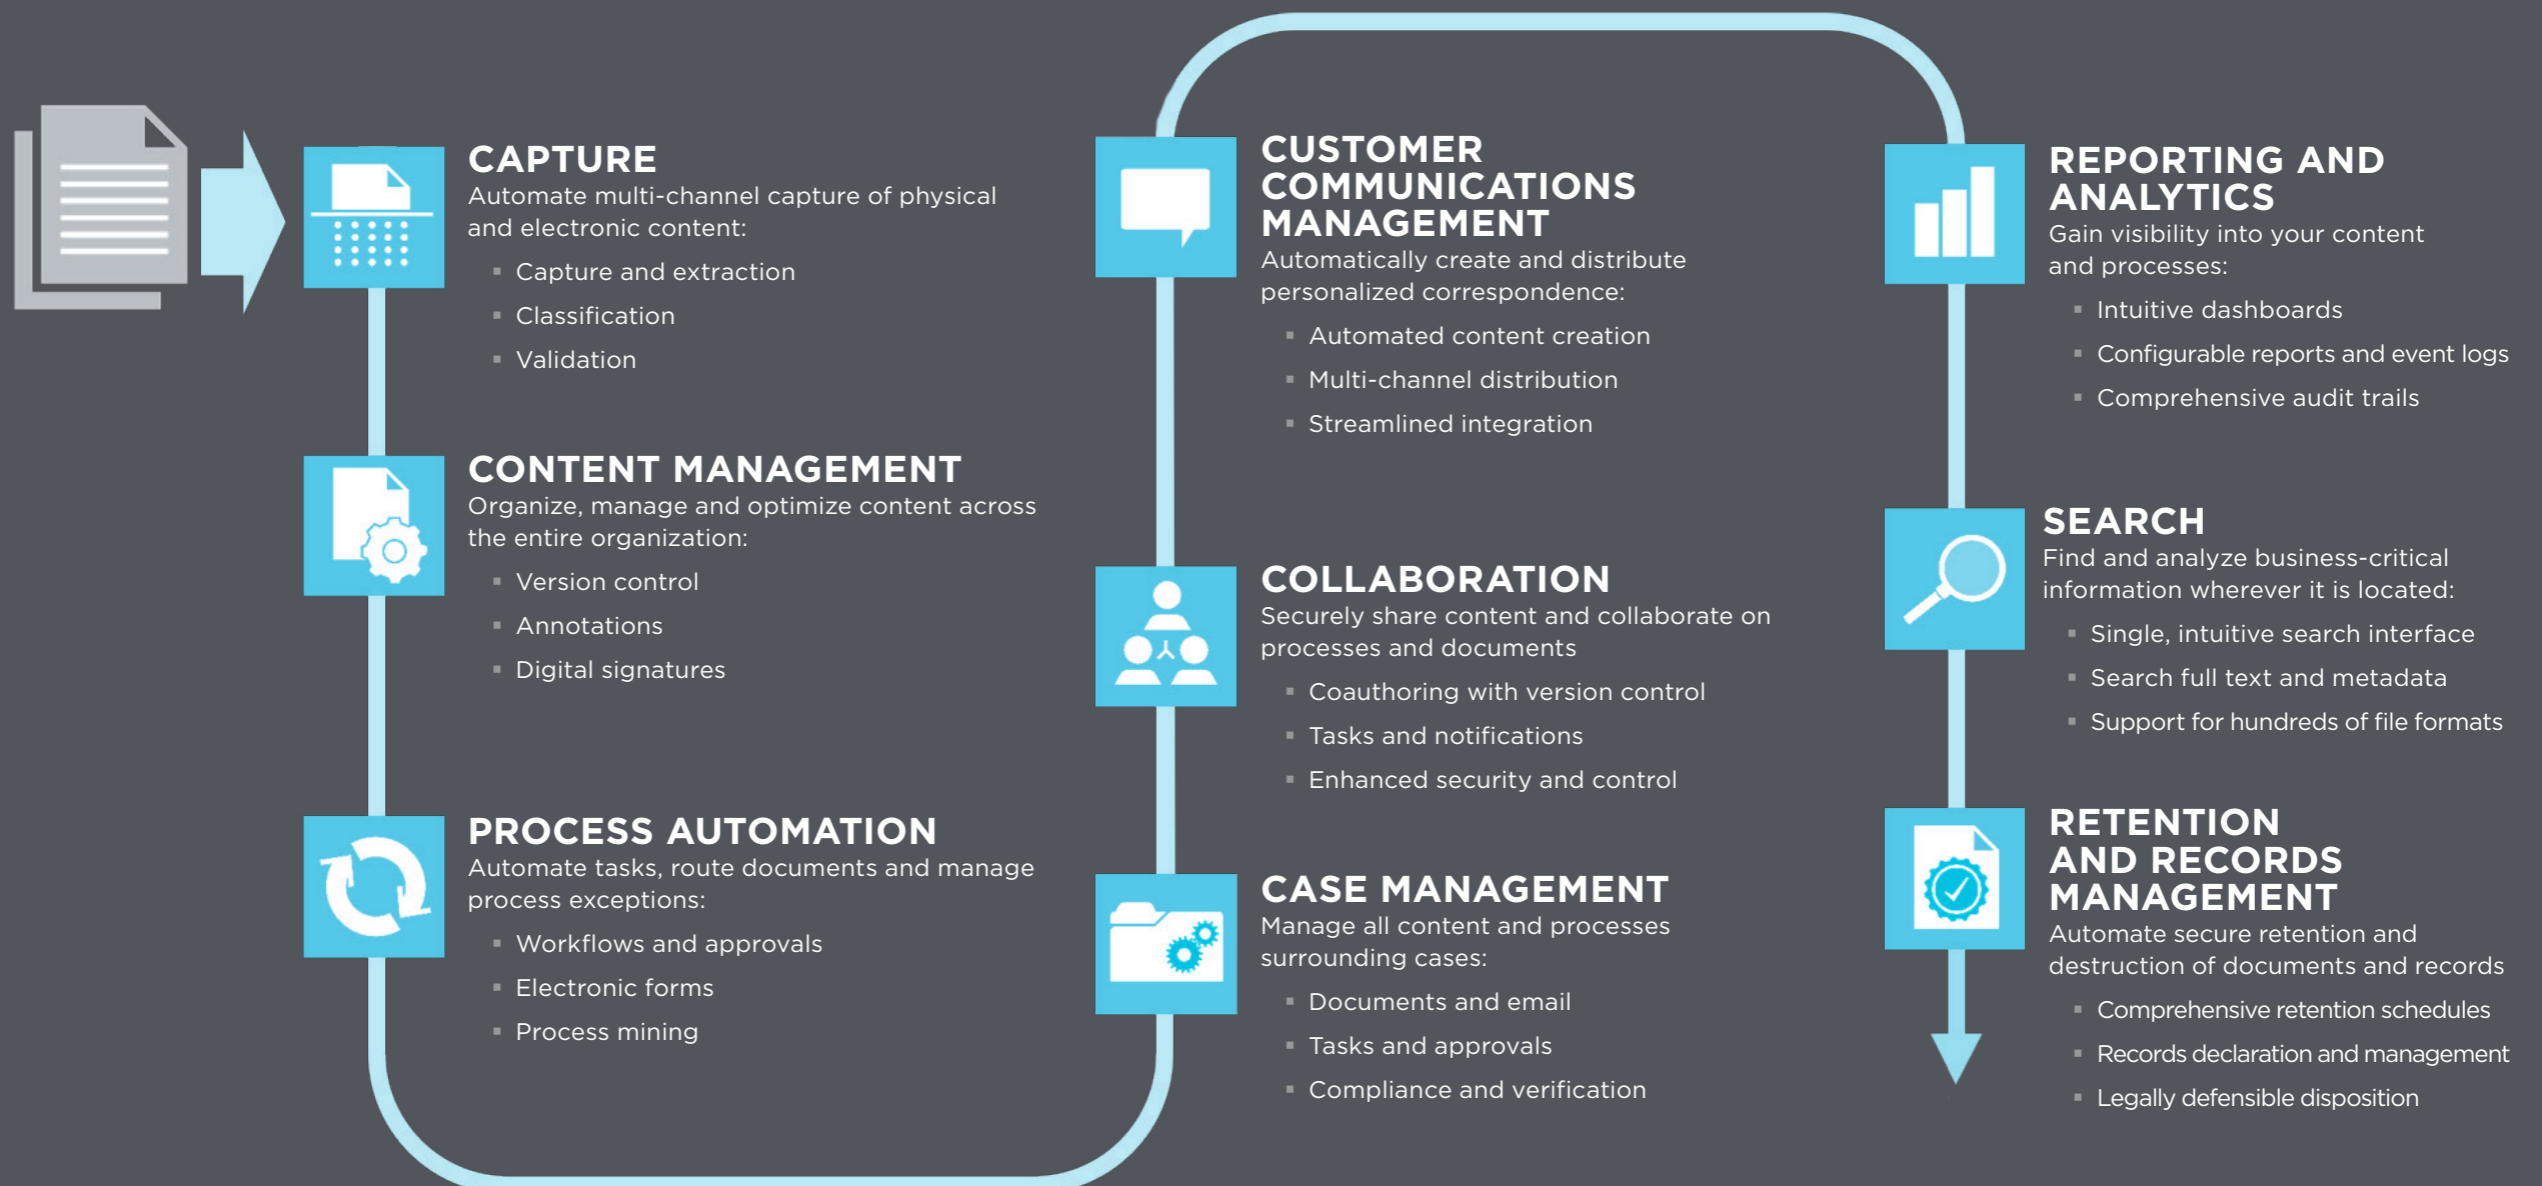 CAPTURE
Automate multi-channel capture of physical
and electronic content:
▪ Capture and extraction
▪ Classification
▪ Validation
CONTENT MANAGEMENT
Organize, manage and optimize content across
the entire organization:
▪ Version control
▪ Annotations
▪ Digital signatures
PROCESS AUTOMATION
Automate tasks, route documents and manage
process exceptions:
▪ Workflows and approvals
▪ Electronic forms
▪ Process mining
CUSTOMER
COMMUNICATIONS
MANAGEMENT
Automatically create and distribute
personalized correspondence:
▪ Automated content creation
▪ Multi-channel distribution
▪ Streamlined integration
COLLABORATION
Securely share content and collaborate on
processes and documents
▪ Coauthoring with version control
▪ Tasks and notifications
▪ Enhanced security and control
CASE MANAGEMENT
Manage all content and processes
surrounding cases:
▪ Documents and email
▪ Tasks and approvals
▪ Compliance and verification
REPORTING AND
ANALYTICS
Gain visibility into your content
and processes:
▪ Intuitive dashboards
▪ Configurable reports and event logs
▪ Comprehensive audit trails
SEARCH
Find and analyze business-critical
information wherever it is located:
▪ Single, intuitive search interface
▪ Search full text and metadata
▪ Support for hundreds of file formats
RETENTION
AND RECORDS
MANAGEMENT
Automate secure retention and
destruction of documents and records
▪ Comprehensive retention schedules
▪ Records declaration and management
▪ Legally defensible disposition